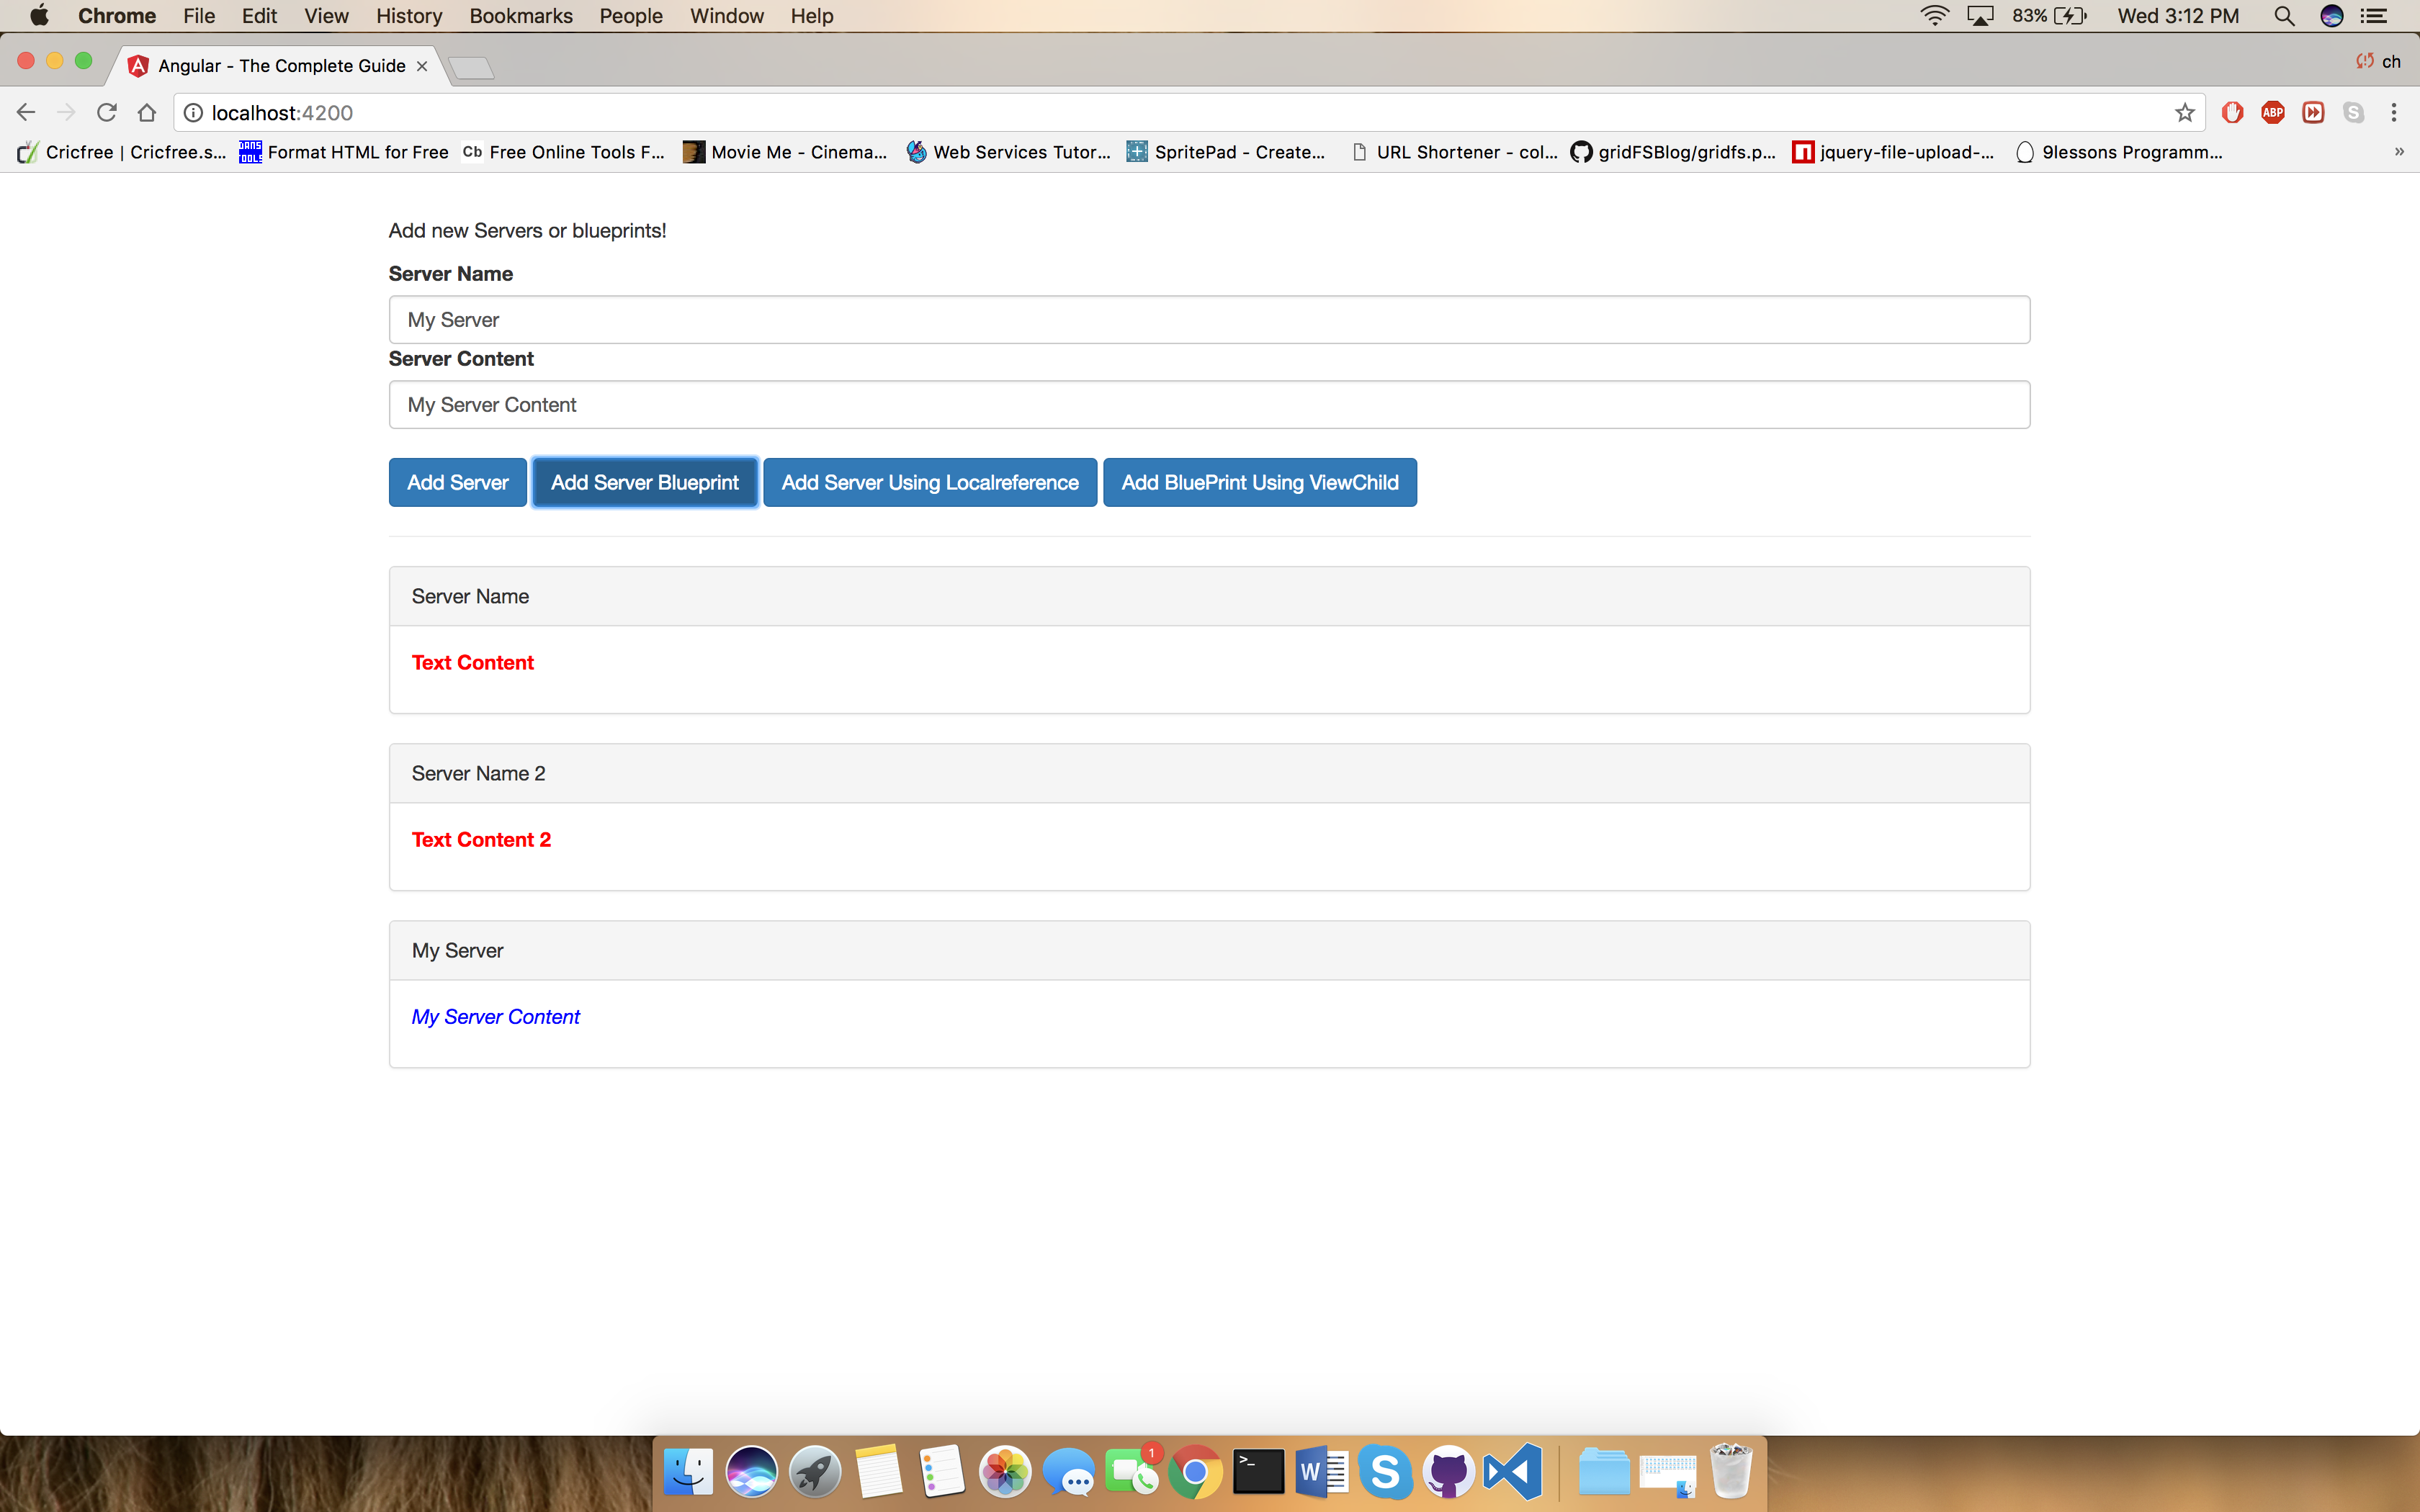 Chrome File Edit View History Bookmarks People Window Help 83% Wed 3:12 PM
Angular - The Complete Guide × ch
localhost:4200 ABP
Cricfree | Cricfree.s... Format HTML for Free Cb Free Online Tools F... Movie Me - Cinema... Web Services Tutor... SpritePad - Create... URL Shortener - col... gridFSBlog/gridfs.p... jquery-file-upload-... 9lessons Programm... »
Add new Servers or blueprints!
Server Name
My Server
Server Content
My Server Content
Add Server Add Server Blueprint Add Server Using Localreference Add BluePrint Using ViewChild
Server Name
Text Content
Server Name 2
Text Content 2
My Server
My Server Content
1